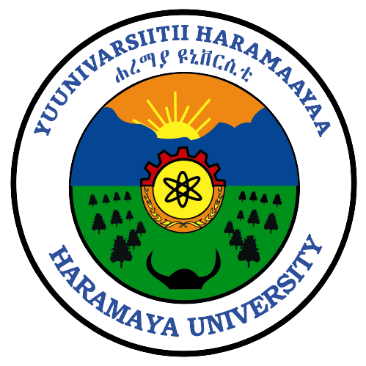 YUUNIVARSIITII HARAMAAYAA
ሐረማያ ዩኒቨርሲቲ
HARAMAYA UNIVERSITY